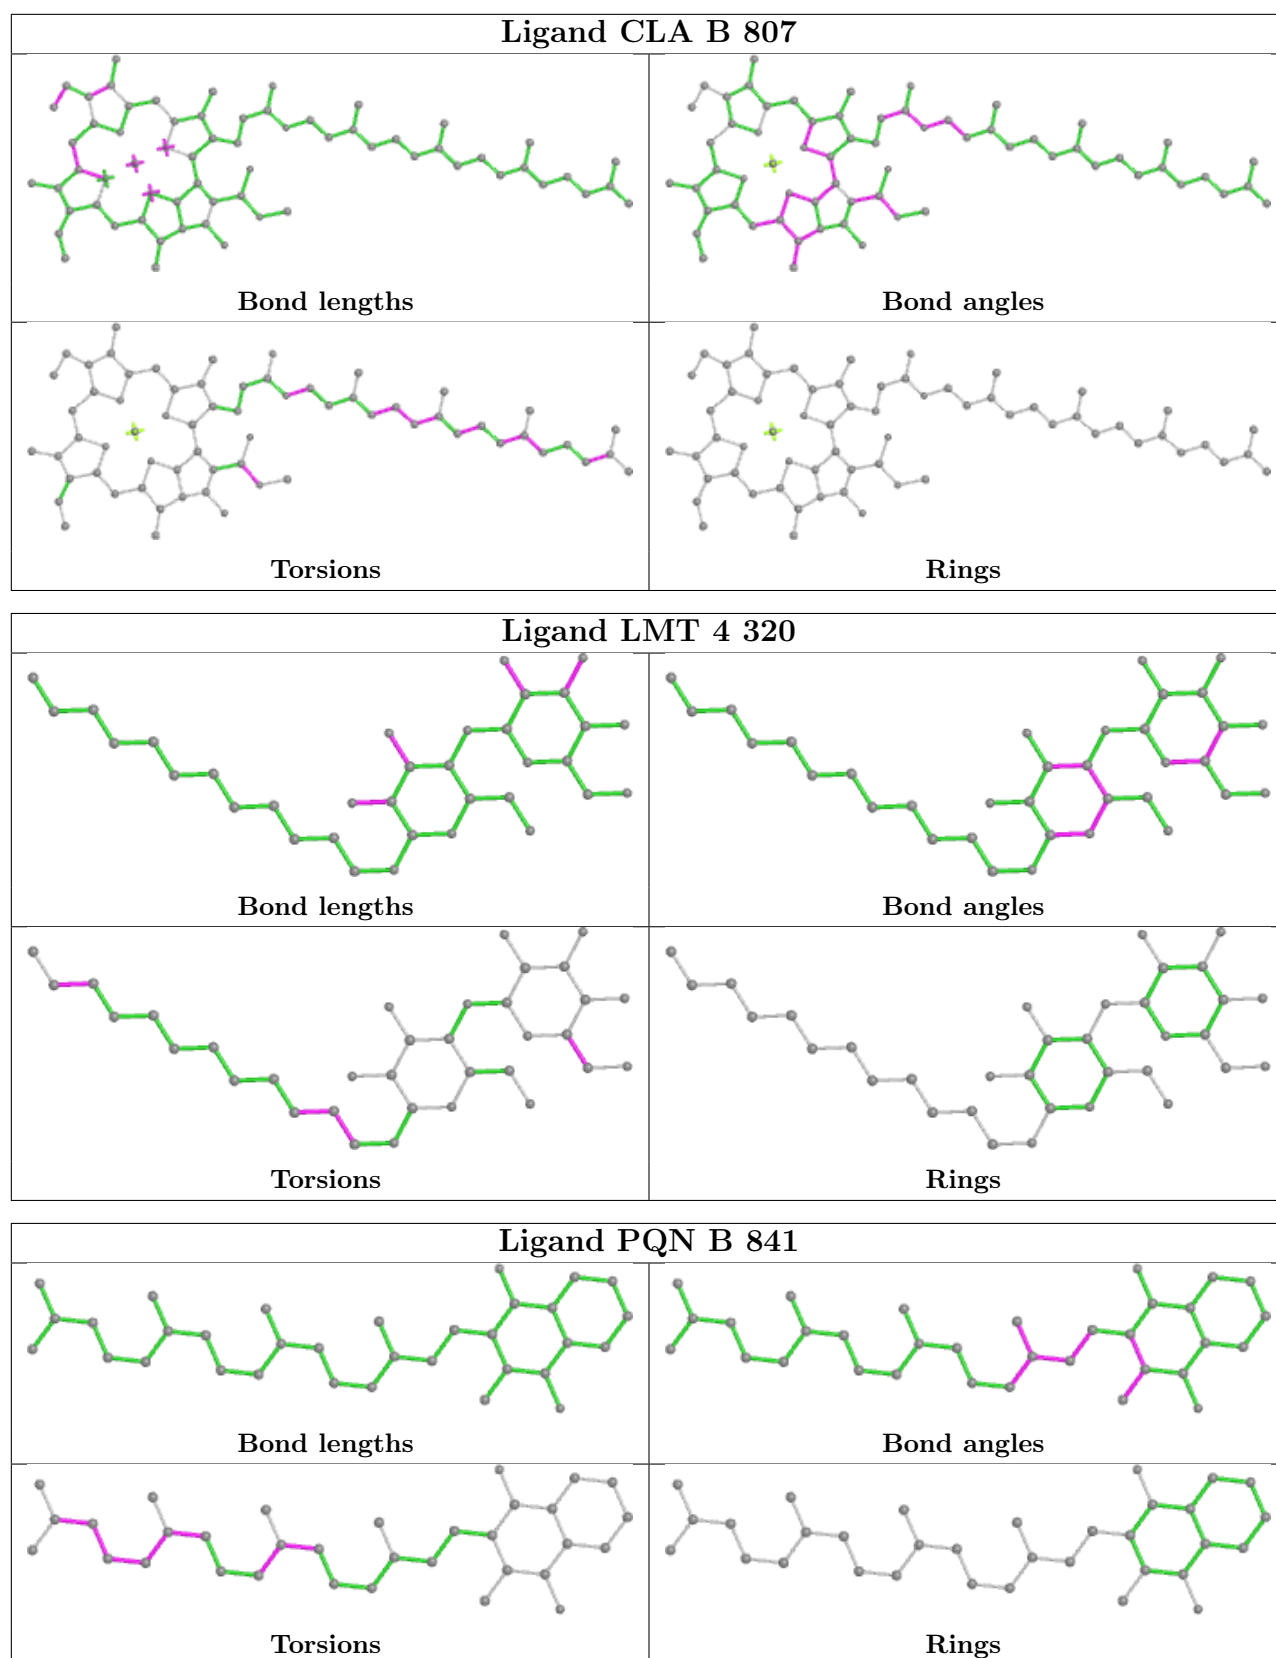 Ligand CLA B 807
Bond lengths
Bond angles
Torsions
Rings
Ligand LMT 4 320
Bond lengths
Bond angles
Torsions
Rings
Ligand PQN B 841
Bond lengths
Bond angles
Torsions
Rings